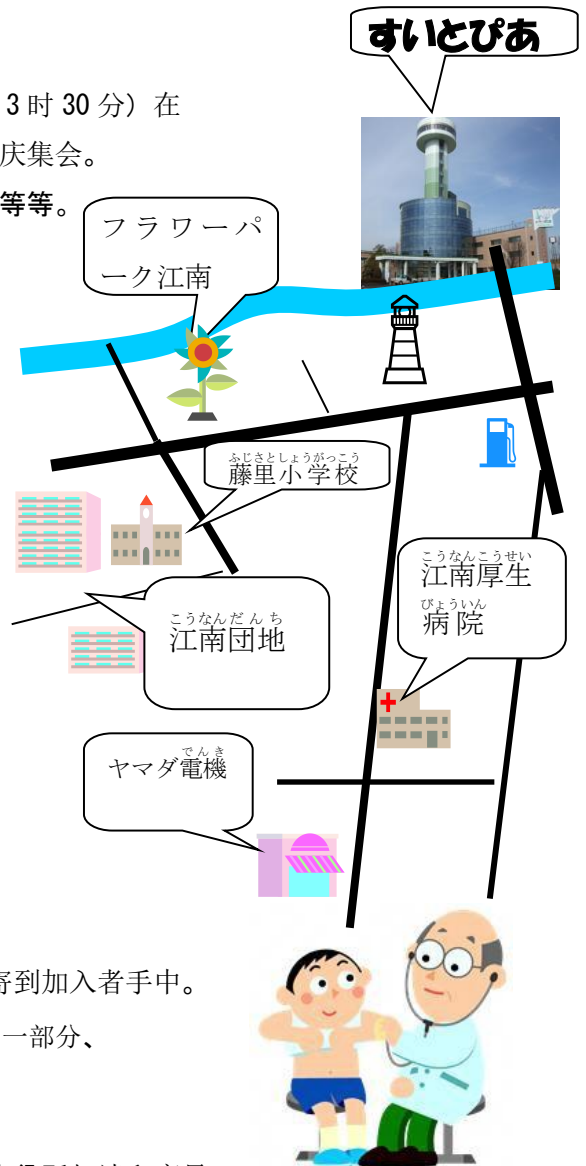 すいとぴあ
3时30分）在
庆集会。
等等。
フラワーパ
ーク江南
ふじさとしょうがっこう
藤里小学校
こうなんこうせい
江南厚生
びょういん
病院
こうなんだんち
江南団地
でんき
ヤマダ電機
寄到加入者手中。
一部分、